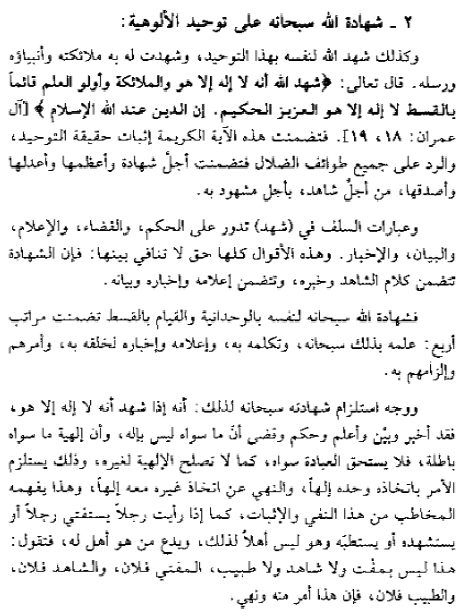 ٢ ـ شهادة الله سبحانه على توحيد الألوهية:
وكذلك شهد الله لنفسه بهذا التوحيد، وشهدت له به ملائكته وأنبياؤه
ورسله. قال تعالى: ﴿شهد الله أنه لا إله إلا هو والملائكة وأولو العلم قائماً
بالقسط لا إله إلا هو العزيز الحكيم. إن الدين عند الله الإسلام﴾ [آل
عمران: ١٨، ١٩]. فتضمنت هذه الآية الكريمة إثبات حقيقة التوحيد،
والرد على جميع طوائف الضلال فتضمنت أجلّ شهادة وأعظمها وأعدلها
وأصدقها، من أجلّ شاهد، بأجلّ مشهود به.
وعبارات السلف في (شهد) تدور على الحكم، والقضاء، والإعلام،
والبيان، والإخبار. وهذه الأقوال كلها حق لا تنافي بينها: فإن الشهادة
تتضمن كلام الشاهد وخبره، وتتضمن إعلامه وإخباره وبيانه.
فشهادة الله سبحانه لنفسه بالوحدانية والقيام بالقسط تضمنت مراتب
أربع: علمه بذلك سبحانه، وتكلمه به، وإعلامه وإخباره لخلقه به، وأمرهم
وإلزامهم به.
ووجه استلزام شهادته سبحانه لذلك: أنه إذا شهد أنه لا إله إلا هو،
فقد أخبر وبيّن وأعلم وحكم وقضى أنّ ما سواه ليس بإله، وأن إلهية ما سواه
باطلة، فلا يستحق العبادة سواه، كما لا تصلح الإلهية لغيره، وذلك يستلزم
الأمر باتخاذه وحده إلهاً، والنهي عن اتخاذ غيره معه إلهاً، وهذا يفهمه
المخاطب من هذا النفي والإثبات، كما إذا رأيت رجلاً يستفتي رجلاً أو
يستشهده أو يستطبّه وهو ليس أهلاً لذلك، ويدع من هو أهل له، فتقول:
هذا ليس بمفت ولا شاهد ولا طبيب، المفتي فلان، والشاهد فلان،
والطبيب فلان، فإن هذا أمر منه ونهي.